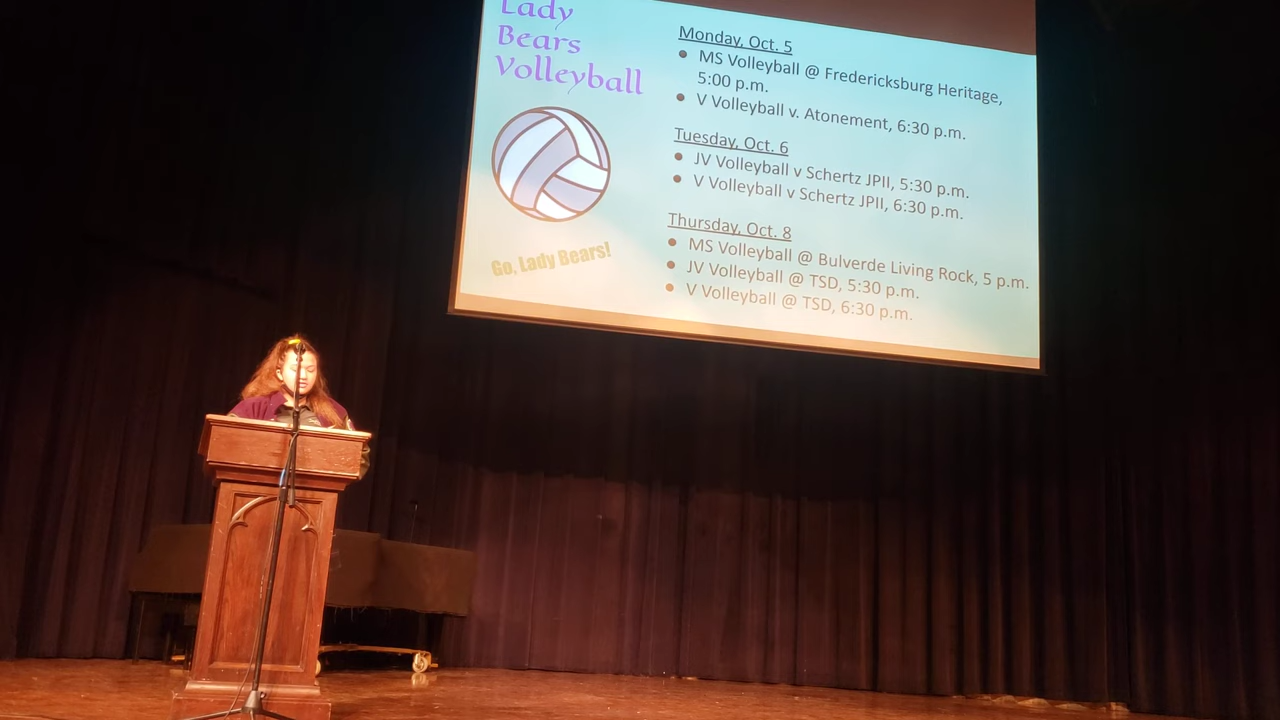 Lady
Bears
Volleyball
Go, Lady Bears!
Monday, Oct. 5
• MS Volleyball @ Fredericksburg Heritage,
5:00 p.m.
• V Volleyball v. Atonement, 6:30 p.m.
Tuesday, Oct. 6
• JV Volleyball v Schertz JPII, 5:30 p.m.
• V Volleyball v Schertz JPII, 6:30 p.m.
Thursday, Oct. 8
• MS Volleyball @ Bulverde Living Rock, 5 p.m.
• JV Volleyball @ TSD, 5:30 p.m.
• V Volleyball @ TSD, 6:30 p.m.